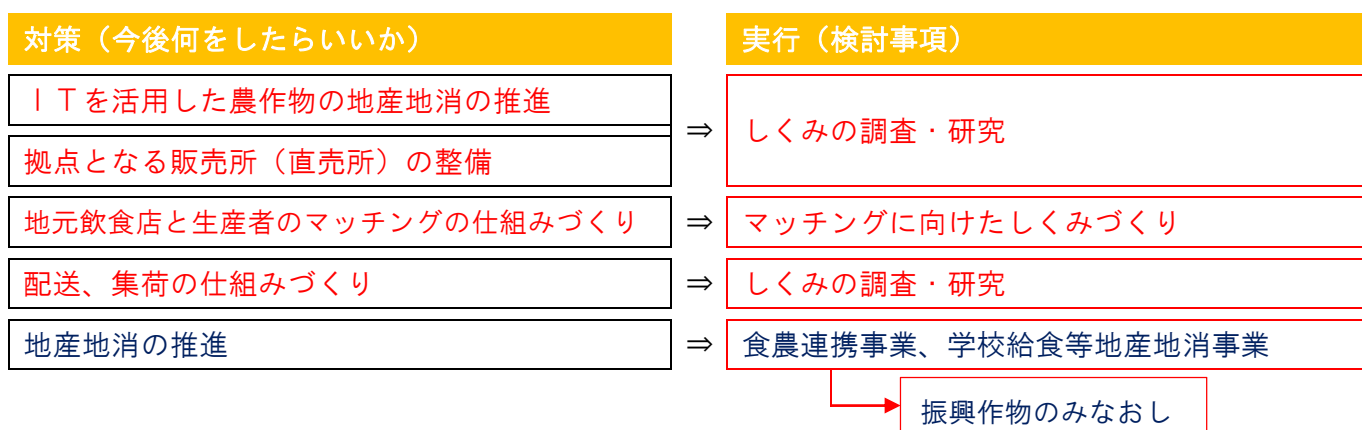 対策（今後何をしたらいいか）
実行（検討事項）
ＩＴを活用した農作物の地産地消の推進
拠点となる販売所（直売所）の整備
⇒
しくみの調査・研究
地元飲食店と生産者のマッチングの仕組みづくり
⇒
マッチングに向けたしくみづくり
配送、集荷の仕組みづくり
⇒
しくみの調査・研究
地産地消の推進
⇒
食農連携事業、学校給食等地産地消事業
振興作物のみなおし